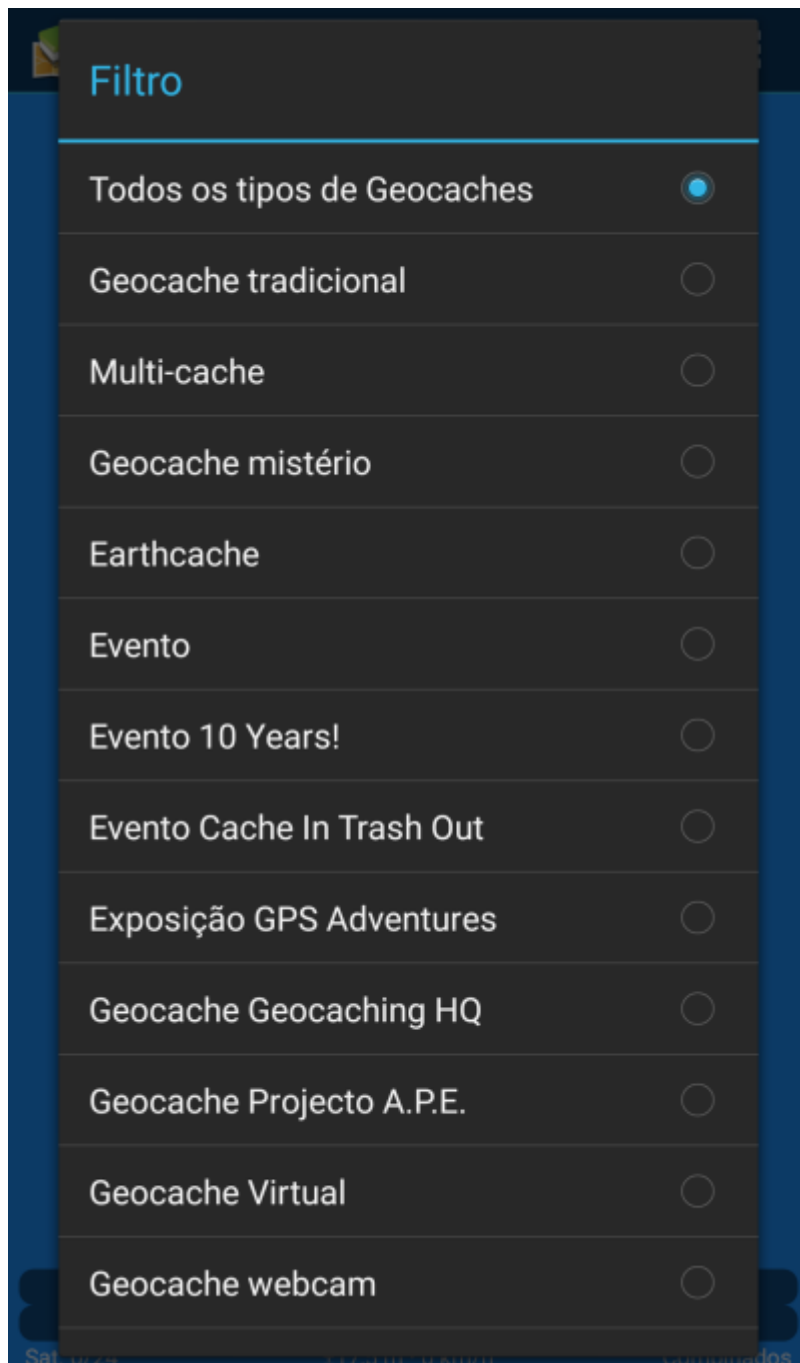 Filtro
Todos os tipos de Geocaches
Geocache tradicional
Multi-cache
Geocache mistério
Earthcache
Evento
Evento 10 Years!
Evento Cache In Trash Out
Exposição GPS Adventures
Geocache Geocaching HQ
Geocache Projecto A.P.E.
Geocache Virtual
Geocache webcam